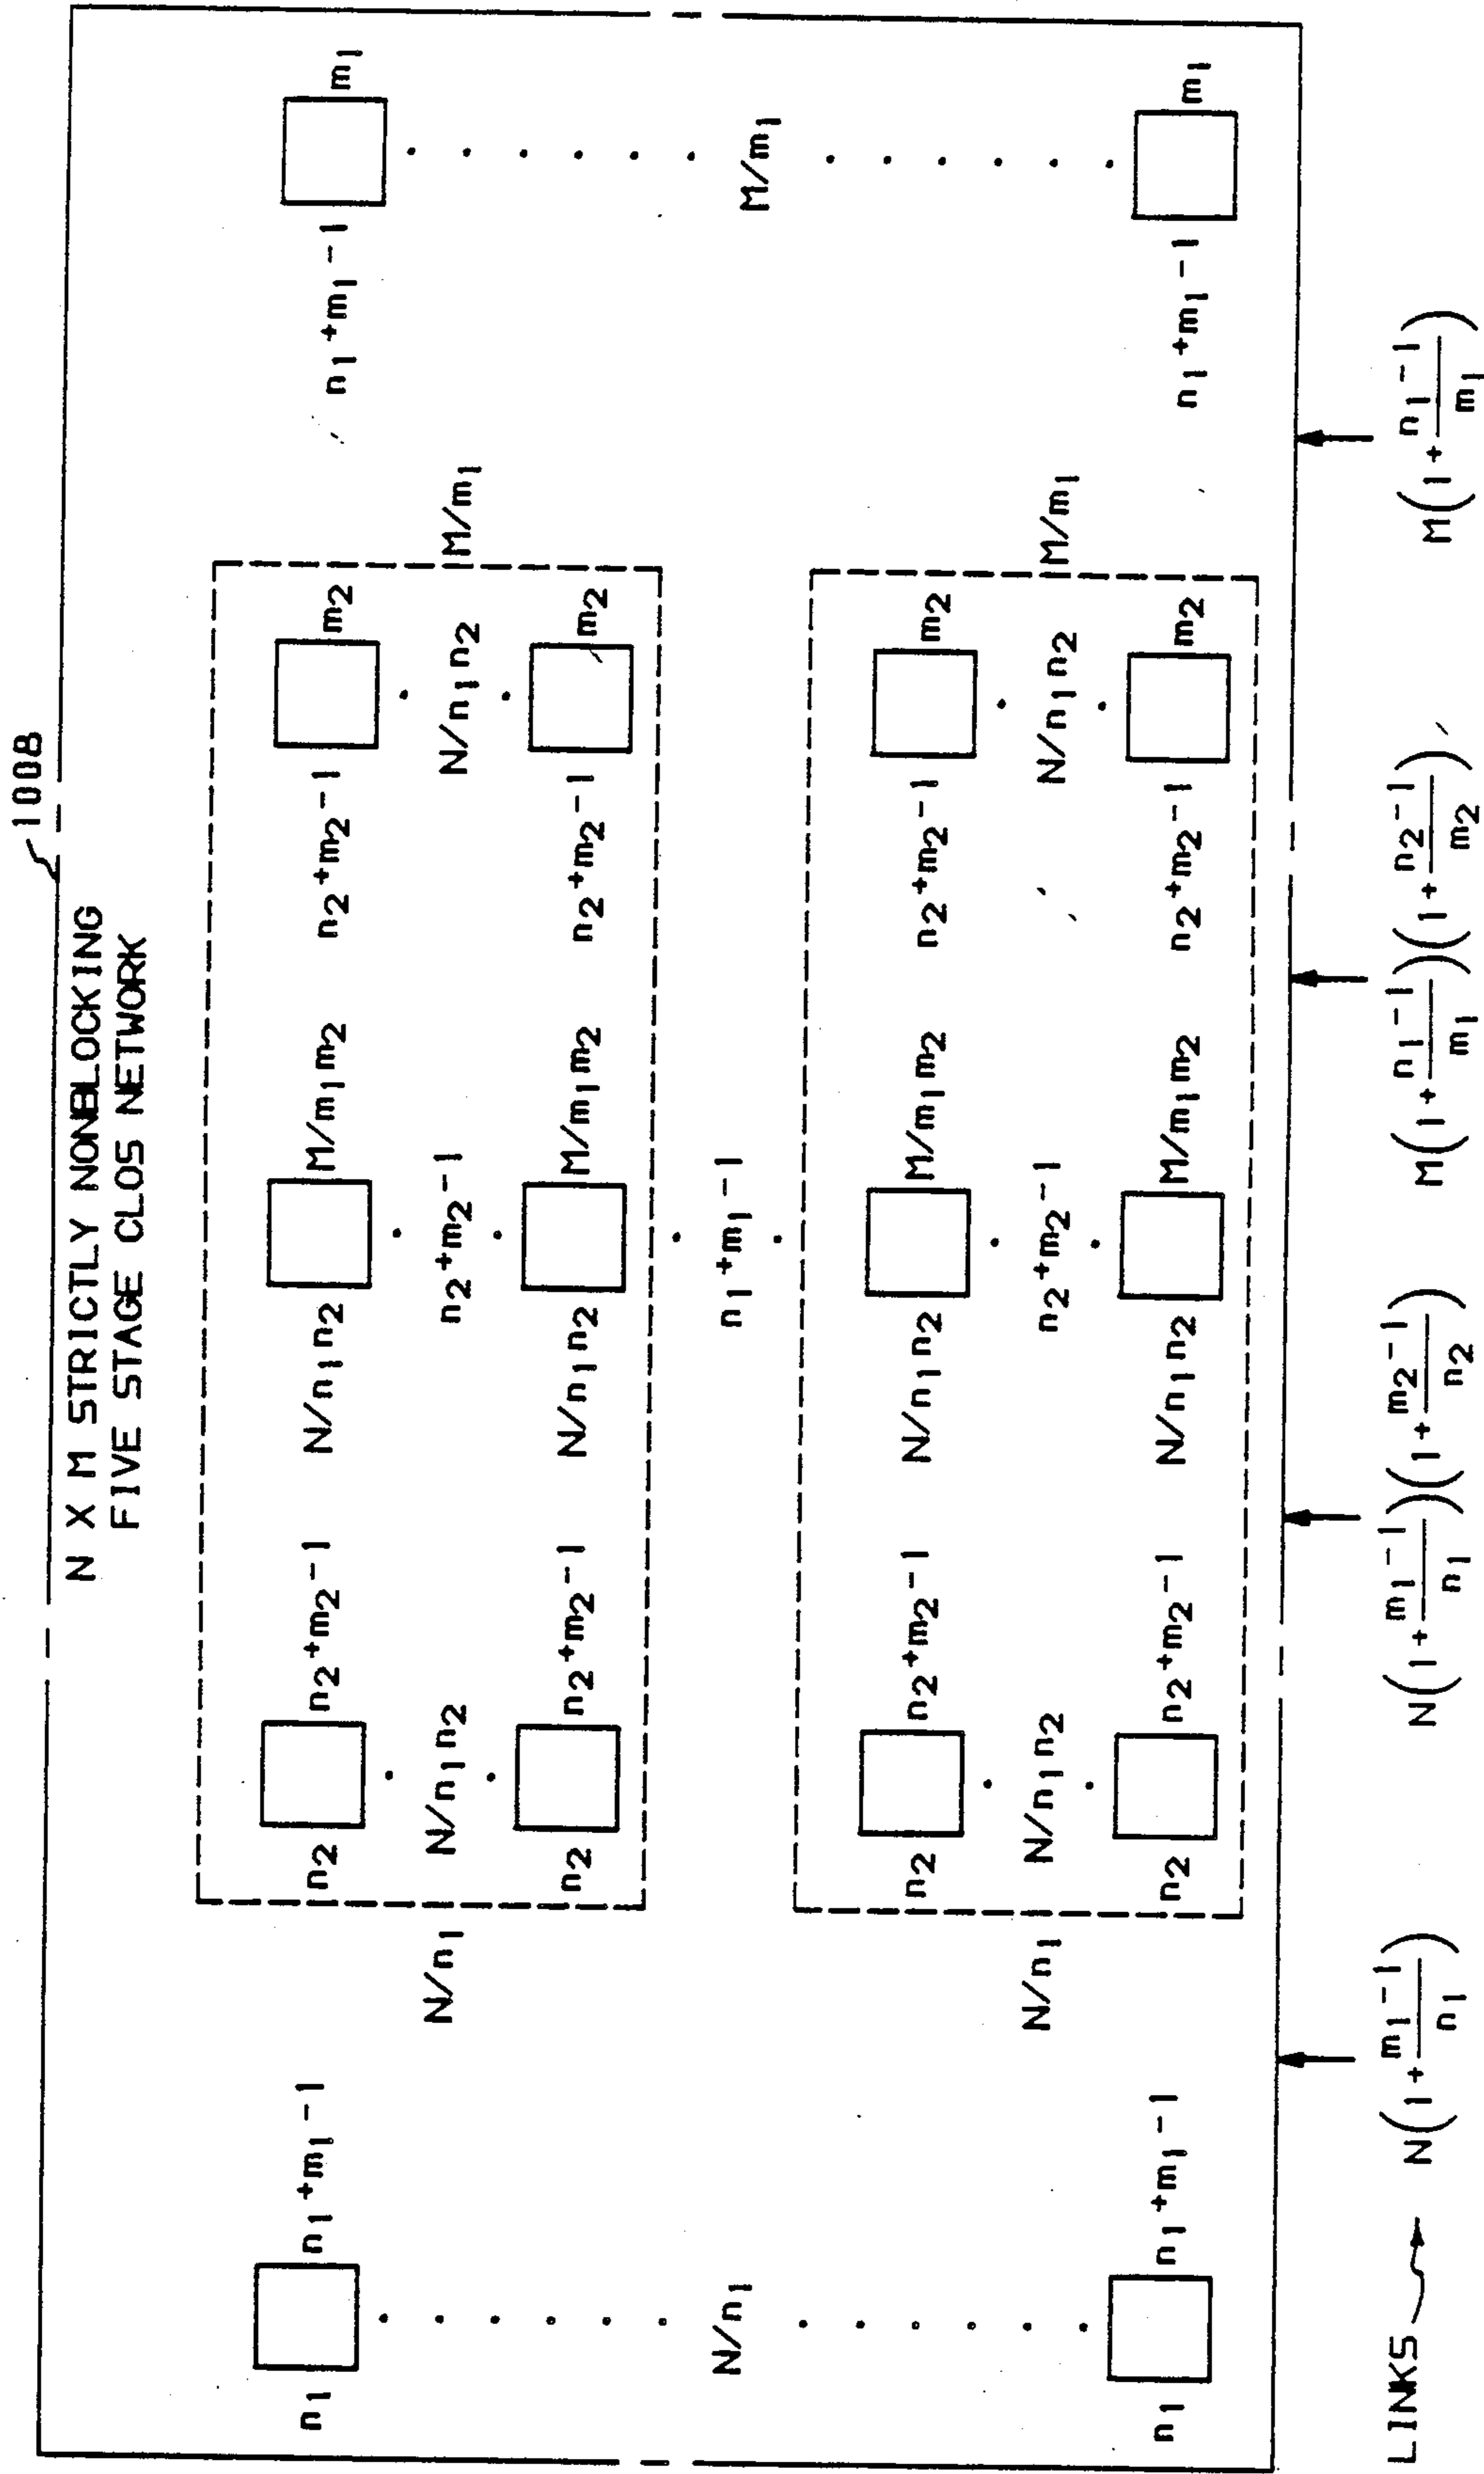 1008
N X M STRICTLY NONBLOCKING
FIVE STAGE CLOS NETWORK
n₁ n₁+m₁-1 n₂ n₂+m₂-1 N/n₁n₂ M/m₁m₂ n₂+m₂-1 m₂ n₁+m₁-1 m₁
N/n₁ N/n₁n₂ n₂+m₂-1 N/n₁n₂ M/m₁
n₂ n₂+m₂-1 N/n₁n₂ M/m₁m₂ n₂+m₂-1 m₂
N/n₁ n₁+m₁-1 M/m₁
n₂ n₂+m₂-1 N/n₁n₂ M/m₁m₂ n₂+m₂-1 m₂
N/n₁ N/n₁n₂ n₂+m₂-1 N/n₁n₂ M/m₁
n₁ n₁+m₁-1 n₂ n₂+m₂-1 N/n₁n₂ M/m₁m₂ n₂+m₂-1 m₂ n₁+m₁-1 m₁
LINKS N(1+(m₁-1)/n₁) N(1+(m₁-1)/n₁)(1+(m₂-1)/n₂) M(1+(n₁-1)/m₁)(1+(n₂-1)/m₂) M(1+(n₁-1)/m₁)